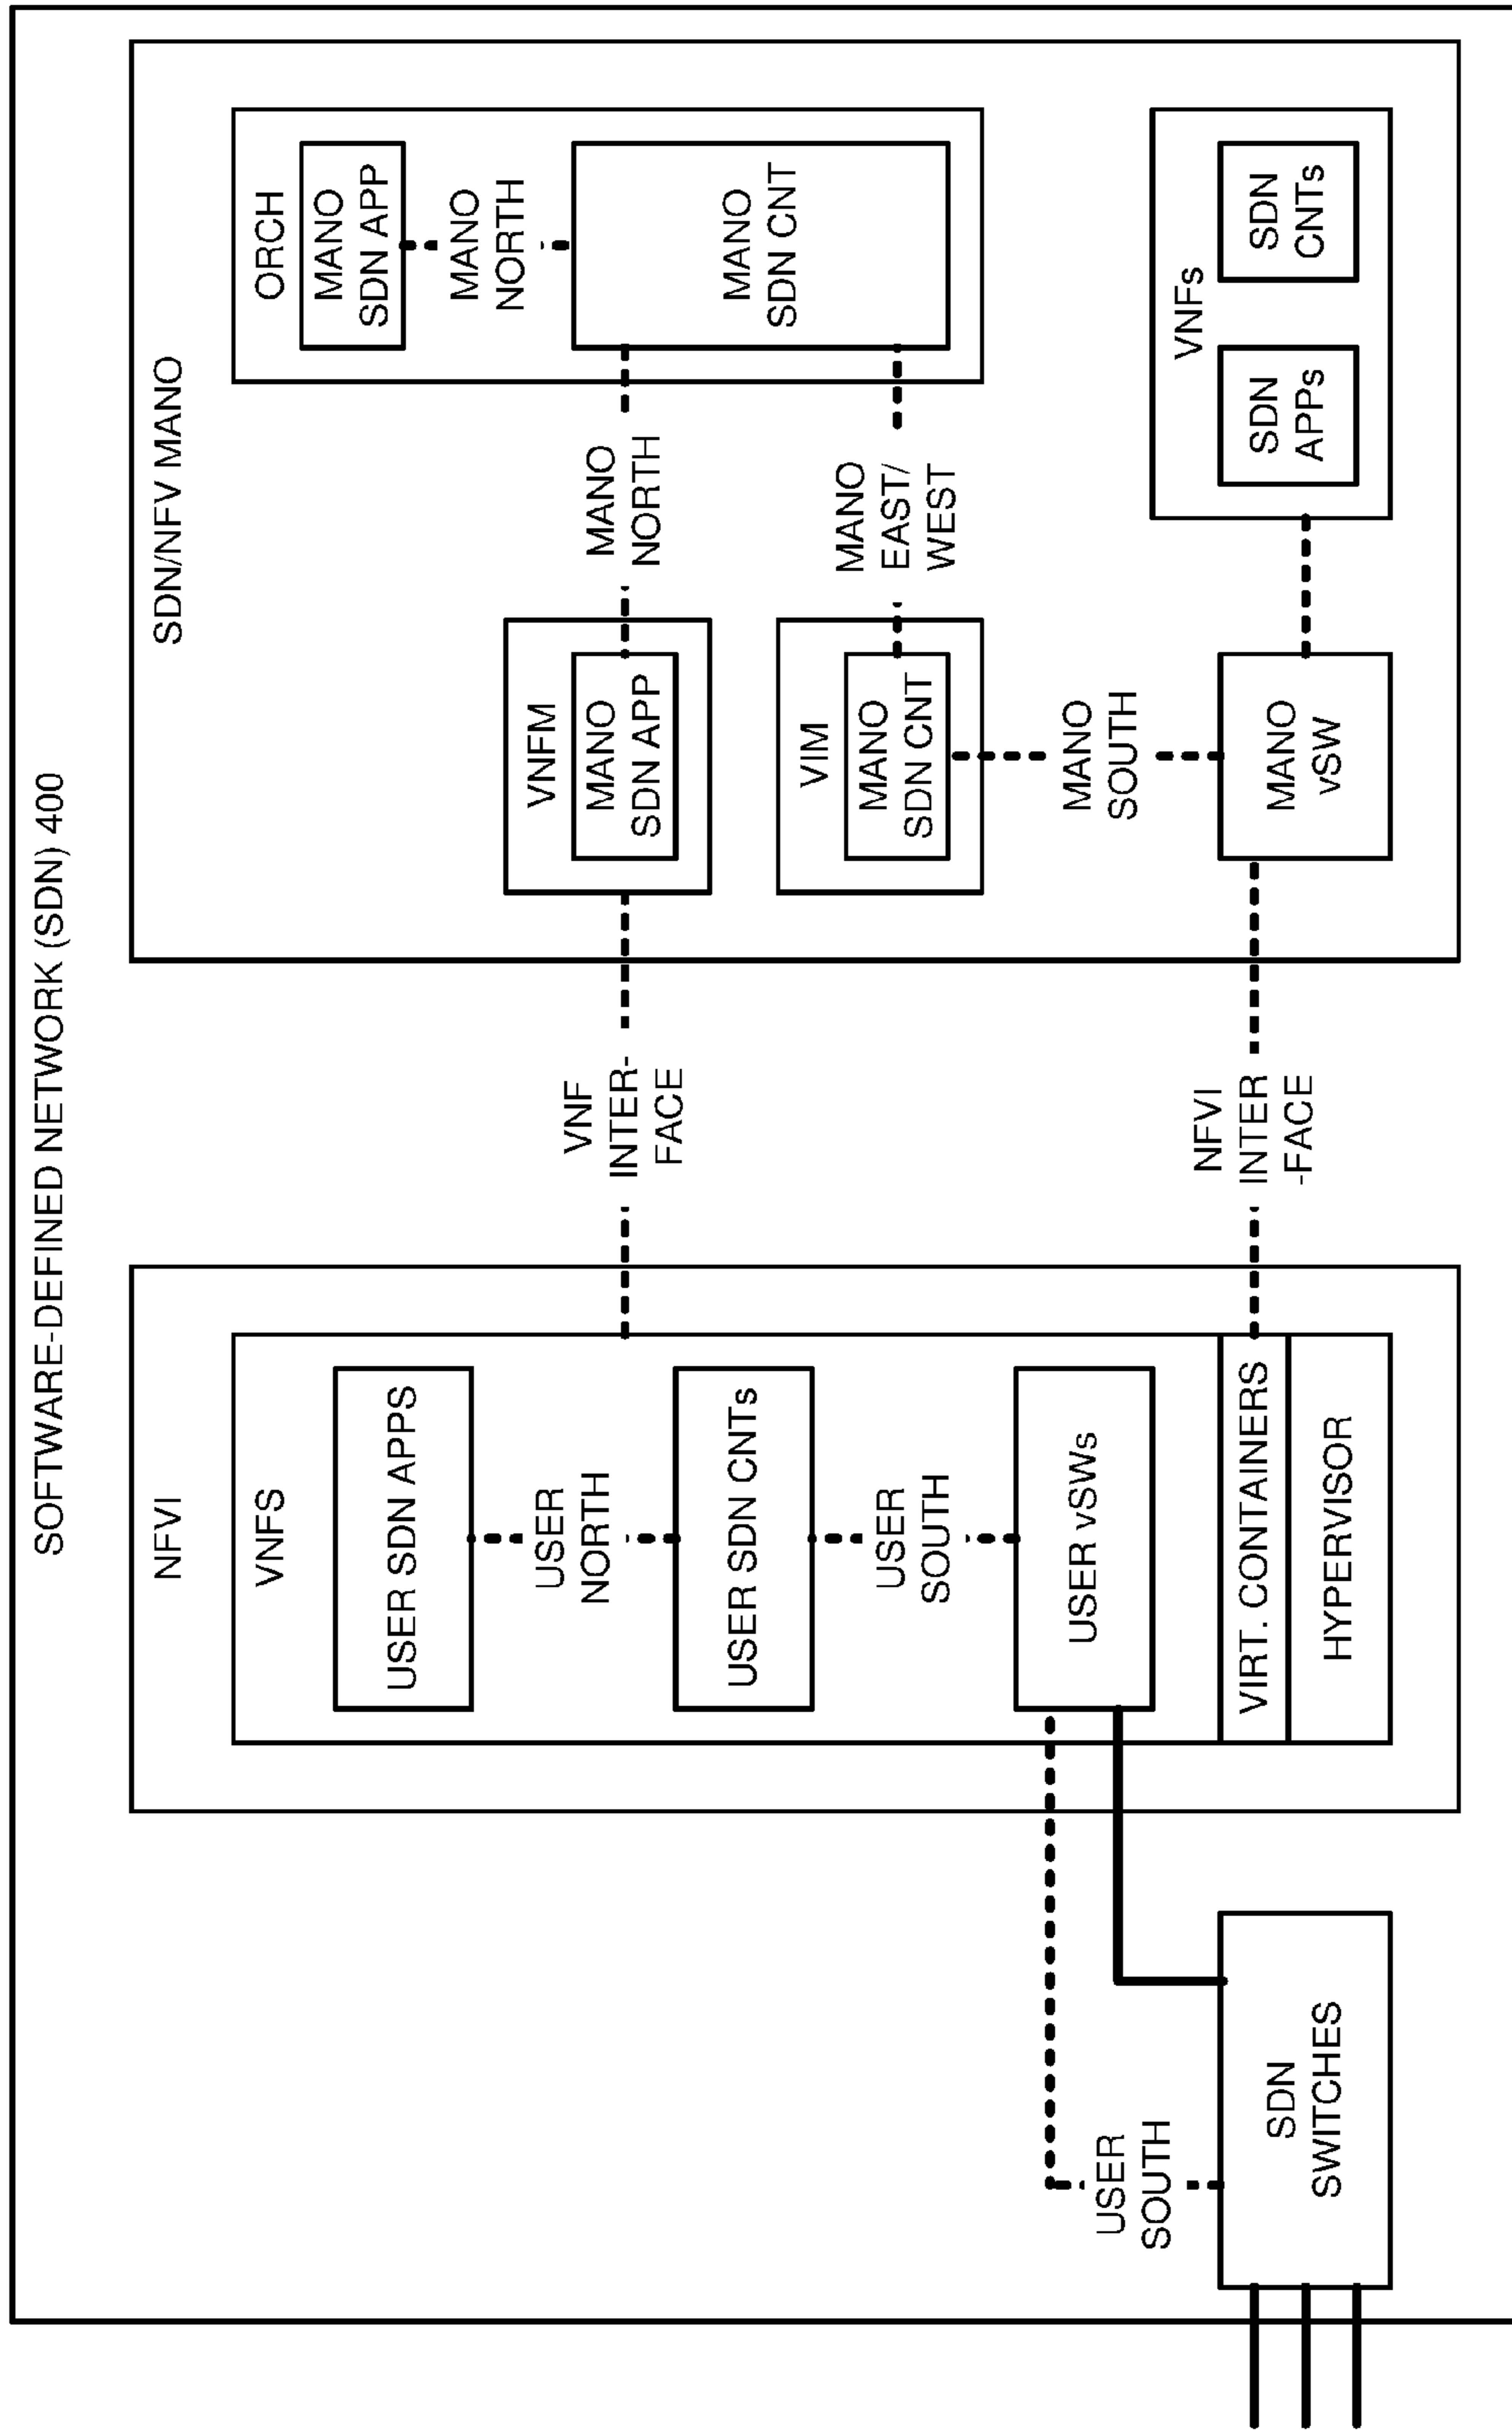 SOFTWARE-DEFINED NETWORK (SDN) 400
NFVI
VNFS
USER SDN APPS
USER
NORTH
USER SDN CNTs
USER
SOUTH
USER vSWs
VIRT. CONTAINERS
HYPERVISOR
USER
SOUTH
SDN
SWITCHES
VNF
INTER-
FACE
NFVI
INTER
-FACE
SDN/NFV MANO
ORCH
MANO
SDN APP
MANO
NORTH
MANO
SDN CNT
VNFM
MANO
SDN APP
MANO
NORTH
VIM
MANO
SDN CNT
MANO
EAST/
WEST
MANO
SOUTH
MANO
vSW
VNFs
SDN
APPs
SDN
CNTs